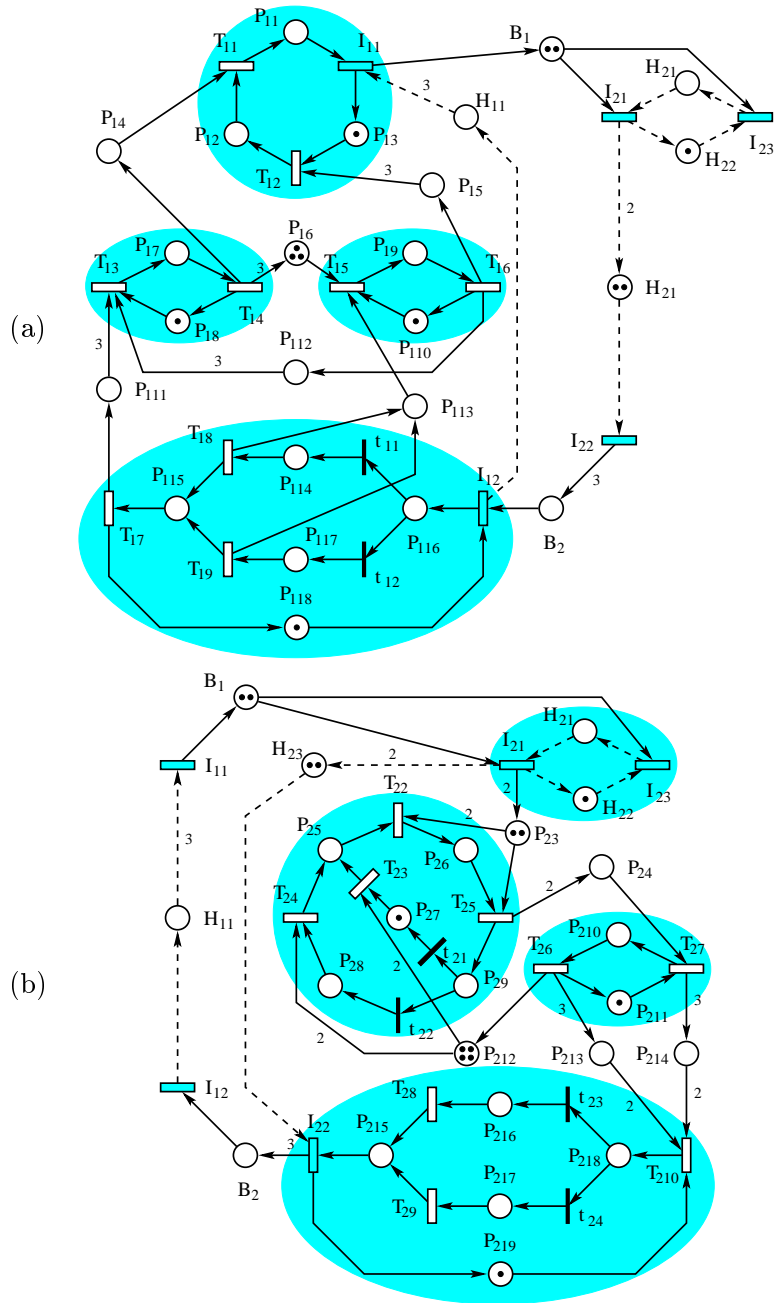 P11 B1
T11 I11 H21
I21
3
H11
P14 P12 P13 I23
H22
T12 3 P15
2
P16
P17 P19
T13 3 T15 T16
H21
T14
(a) P18 P110
P112
3 3
P111 P113
T18 t11
I22
P115 I12 3
P114
P117 P116
T17 B2
T19 t12
P118
B1
H21
I21
H23 2
I11 T22 2 I23
H22
2 P23
P25
3 P26 P24
T23
T24 T25 2
H11 P27 P210
T26 T27
t21
P28 2 P29
(b) P211
3 3
t22
2 P212 P213 P214
I12 T28 t23 2 2
I22
P215
P216
3 P217 P218
T210
B2
T29 t24
P219